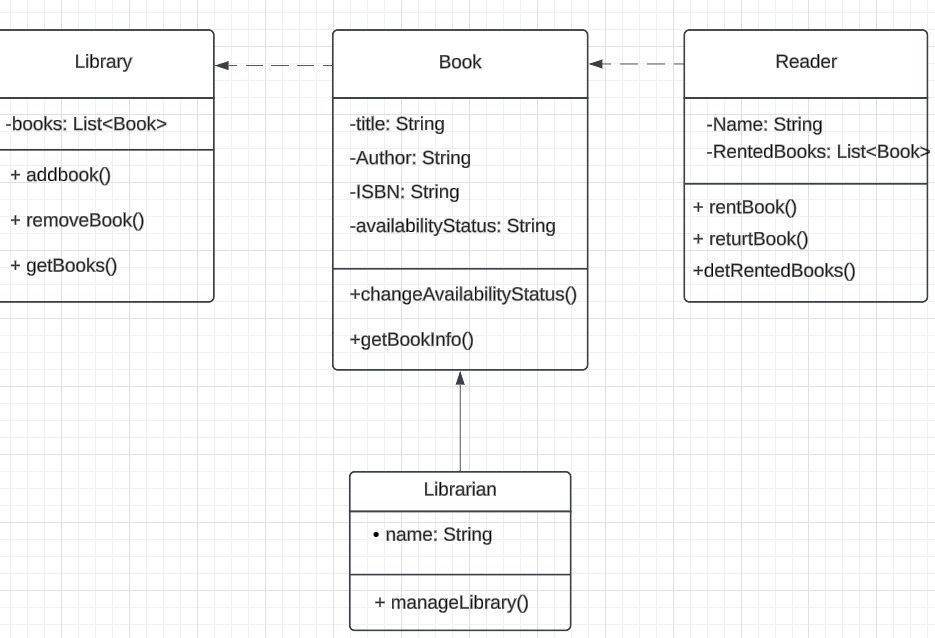 Library
-books: List<Book>
+ addbook()
+ removeBook()
+ getBooks()
Book
-title: String
-Author: String
-ISBN: String
-availabilityStatus: String
+changeAvailabilityStatus()
+getBookInfo()
Reader
-Name: String
-RentedBooks: List<Book>
+ rentBook()
+ returtBook()
+detRentedBooks()
Librarian
• name: String
+ manageLibrary()